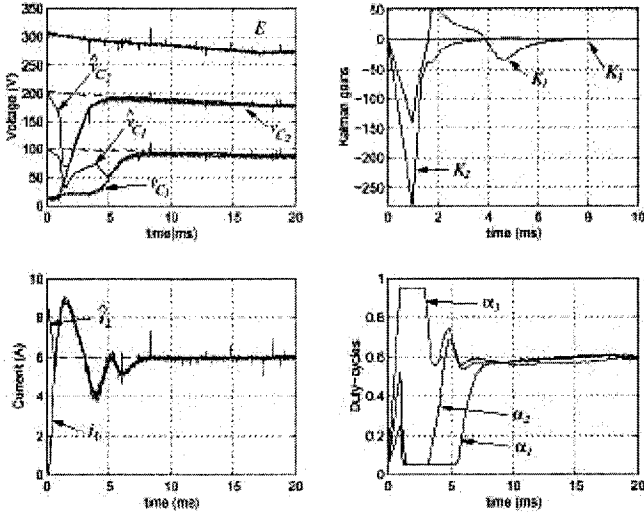 350
300
250
200
150
100
50
0
Voltage (V)
E
v̂C2
v̂C1
vC2
vC1
0 5 10 15 20
time(ms)
50
0
−50
−100
−150
−200
−250
Kalman gains
K1
K3
K2
0 2 4 6 8 10
time (ms)
10
8
6
4
2
0
Current (A)
îL
iL
0 5 10 15 20
time (ms)
1
0.8
0.6
0.4
0.2
0
Duty-cycles
α3
α2
α1
0 5 10 15 20
time (ms)